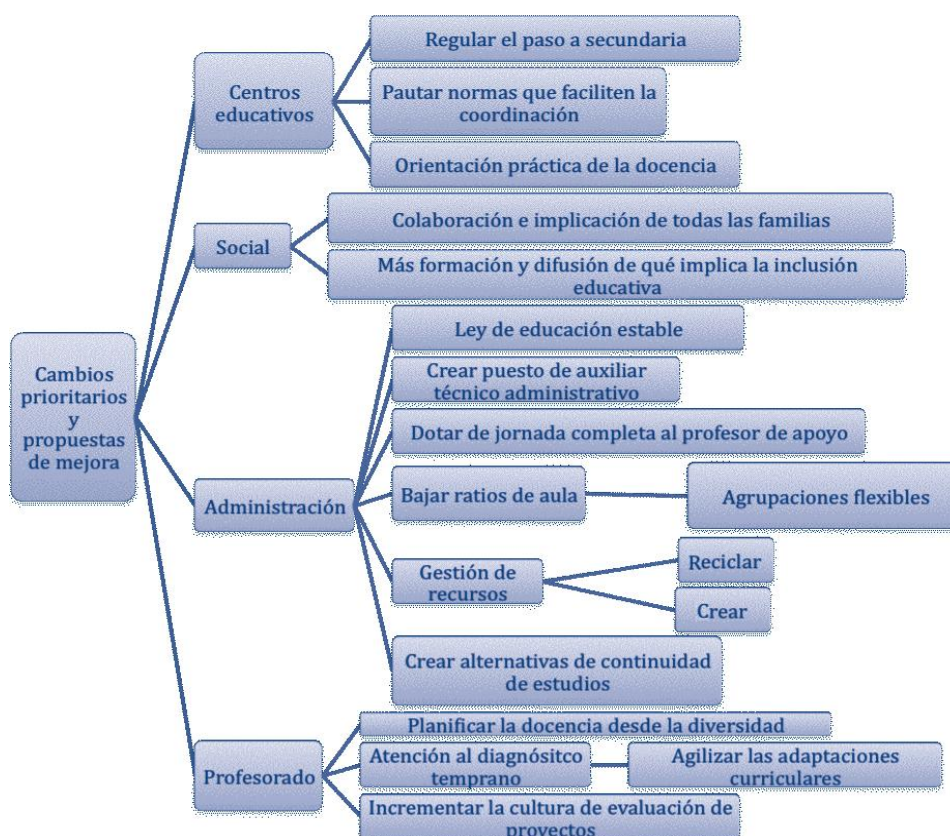 Cambios
prioritarios
y
propuestas
de mejora
Centros
educativos
Regular el paso a secundaria
Pautar normas que faciliten la
coordinación
Orientación práctica de la docencia
Social
Colaboración e implicación de todas las familias
Más formación y difusión de qué implica la inclusión
educativa
Administración
Ley de educación estable
Crear puesto de auxiliar
técnico administrativo
Dotar de jornada completa al profesor de apoyo
Bajar ratios de aula
Agrupaciones flexibles
Gestión de
recursos
Reciclar
Crear
Crear alternativas de continuidad
de estudios
Profesorado
Planificar la docencia desde la diversidad
Atención al diagnósitco
temprano
Agilizar las adaptaciones
curriculares
Incrementar la cultura de evaluación de
proyectos